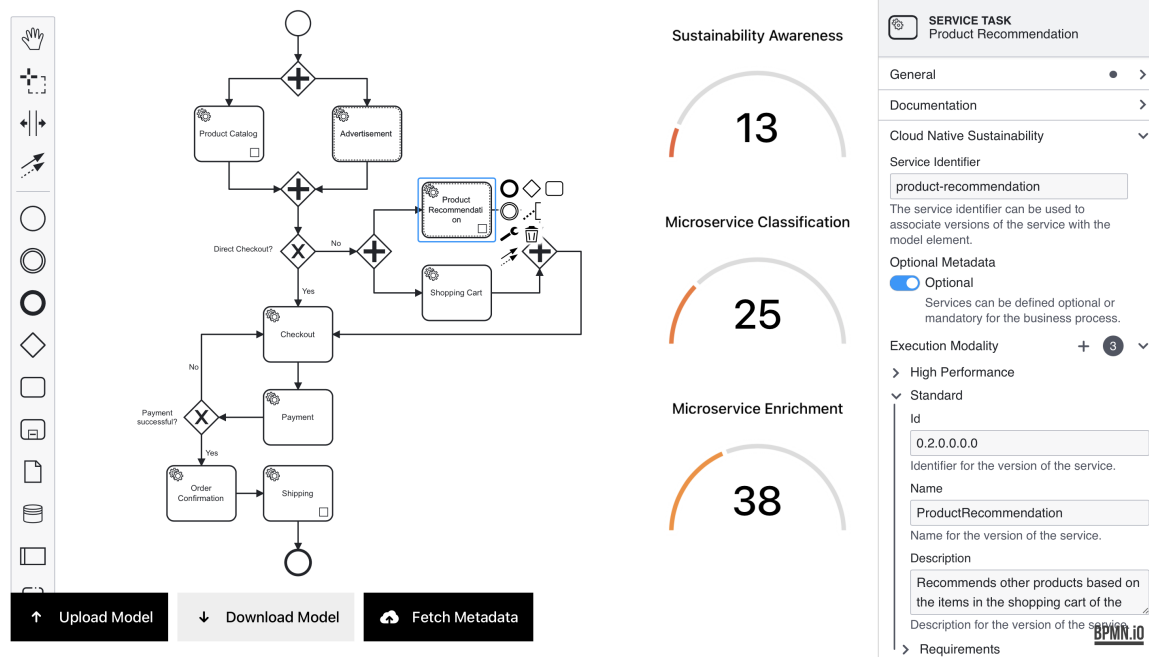 Product Catalog
Advertisement
Product
Recommendati
on
Direct Checkout?
X
No
Yes
Shopping Cart
Checkout
No
Payment
successful?
X
Payment
Yes
Order
Confirmation
Shipping
Upload Model
Download Model
Fetch Metadata
Sustainability Awareness
13
Microservice Classification
25
Microservice Enrichment
38
SERVICE TASK
Product Recommendation
General
Documentation
Cloud Native Sustainability
Service Identifier
product-recommendation
The service identifier can be used to
associate versions of the service with the
model element.
Optional Metadata
Optional
Services can be defined optional or
mandatory for the business process.
Execution Modality
3
High Performance
Standard
Id
0.2.0.0.0.0
Identifier for the version of the service.
Name
ProductRecommendation
Name for the version of the service.
Description
Recommends other products based on
the items in the shopping cart of the
Description for the version of the service.
BPMN.iO
Requirements